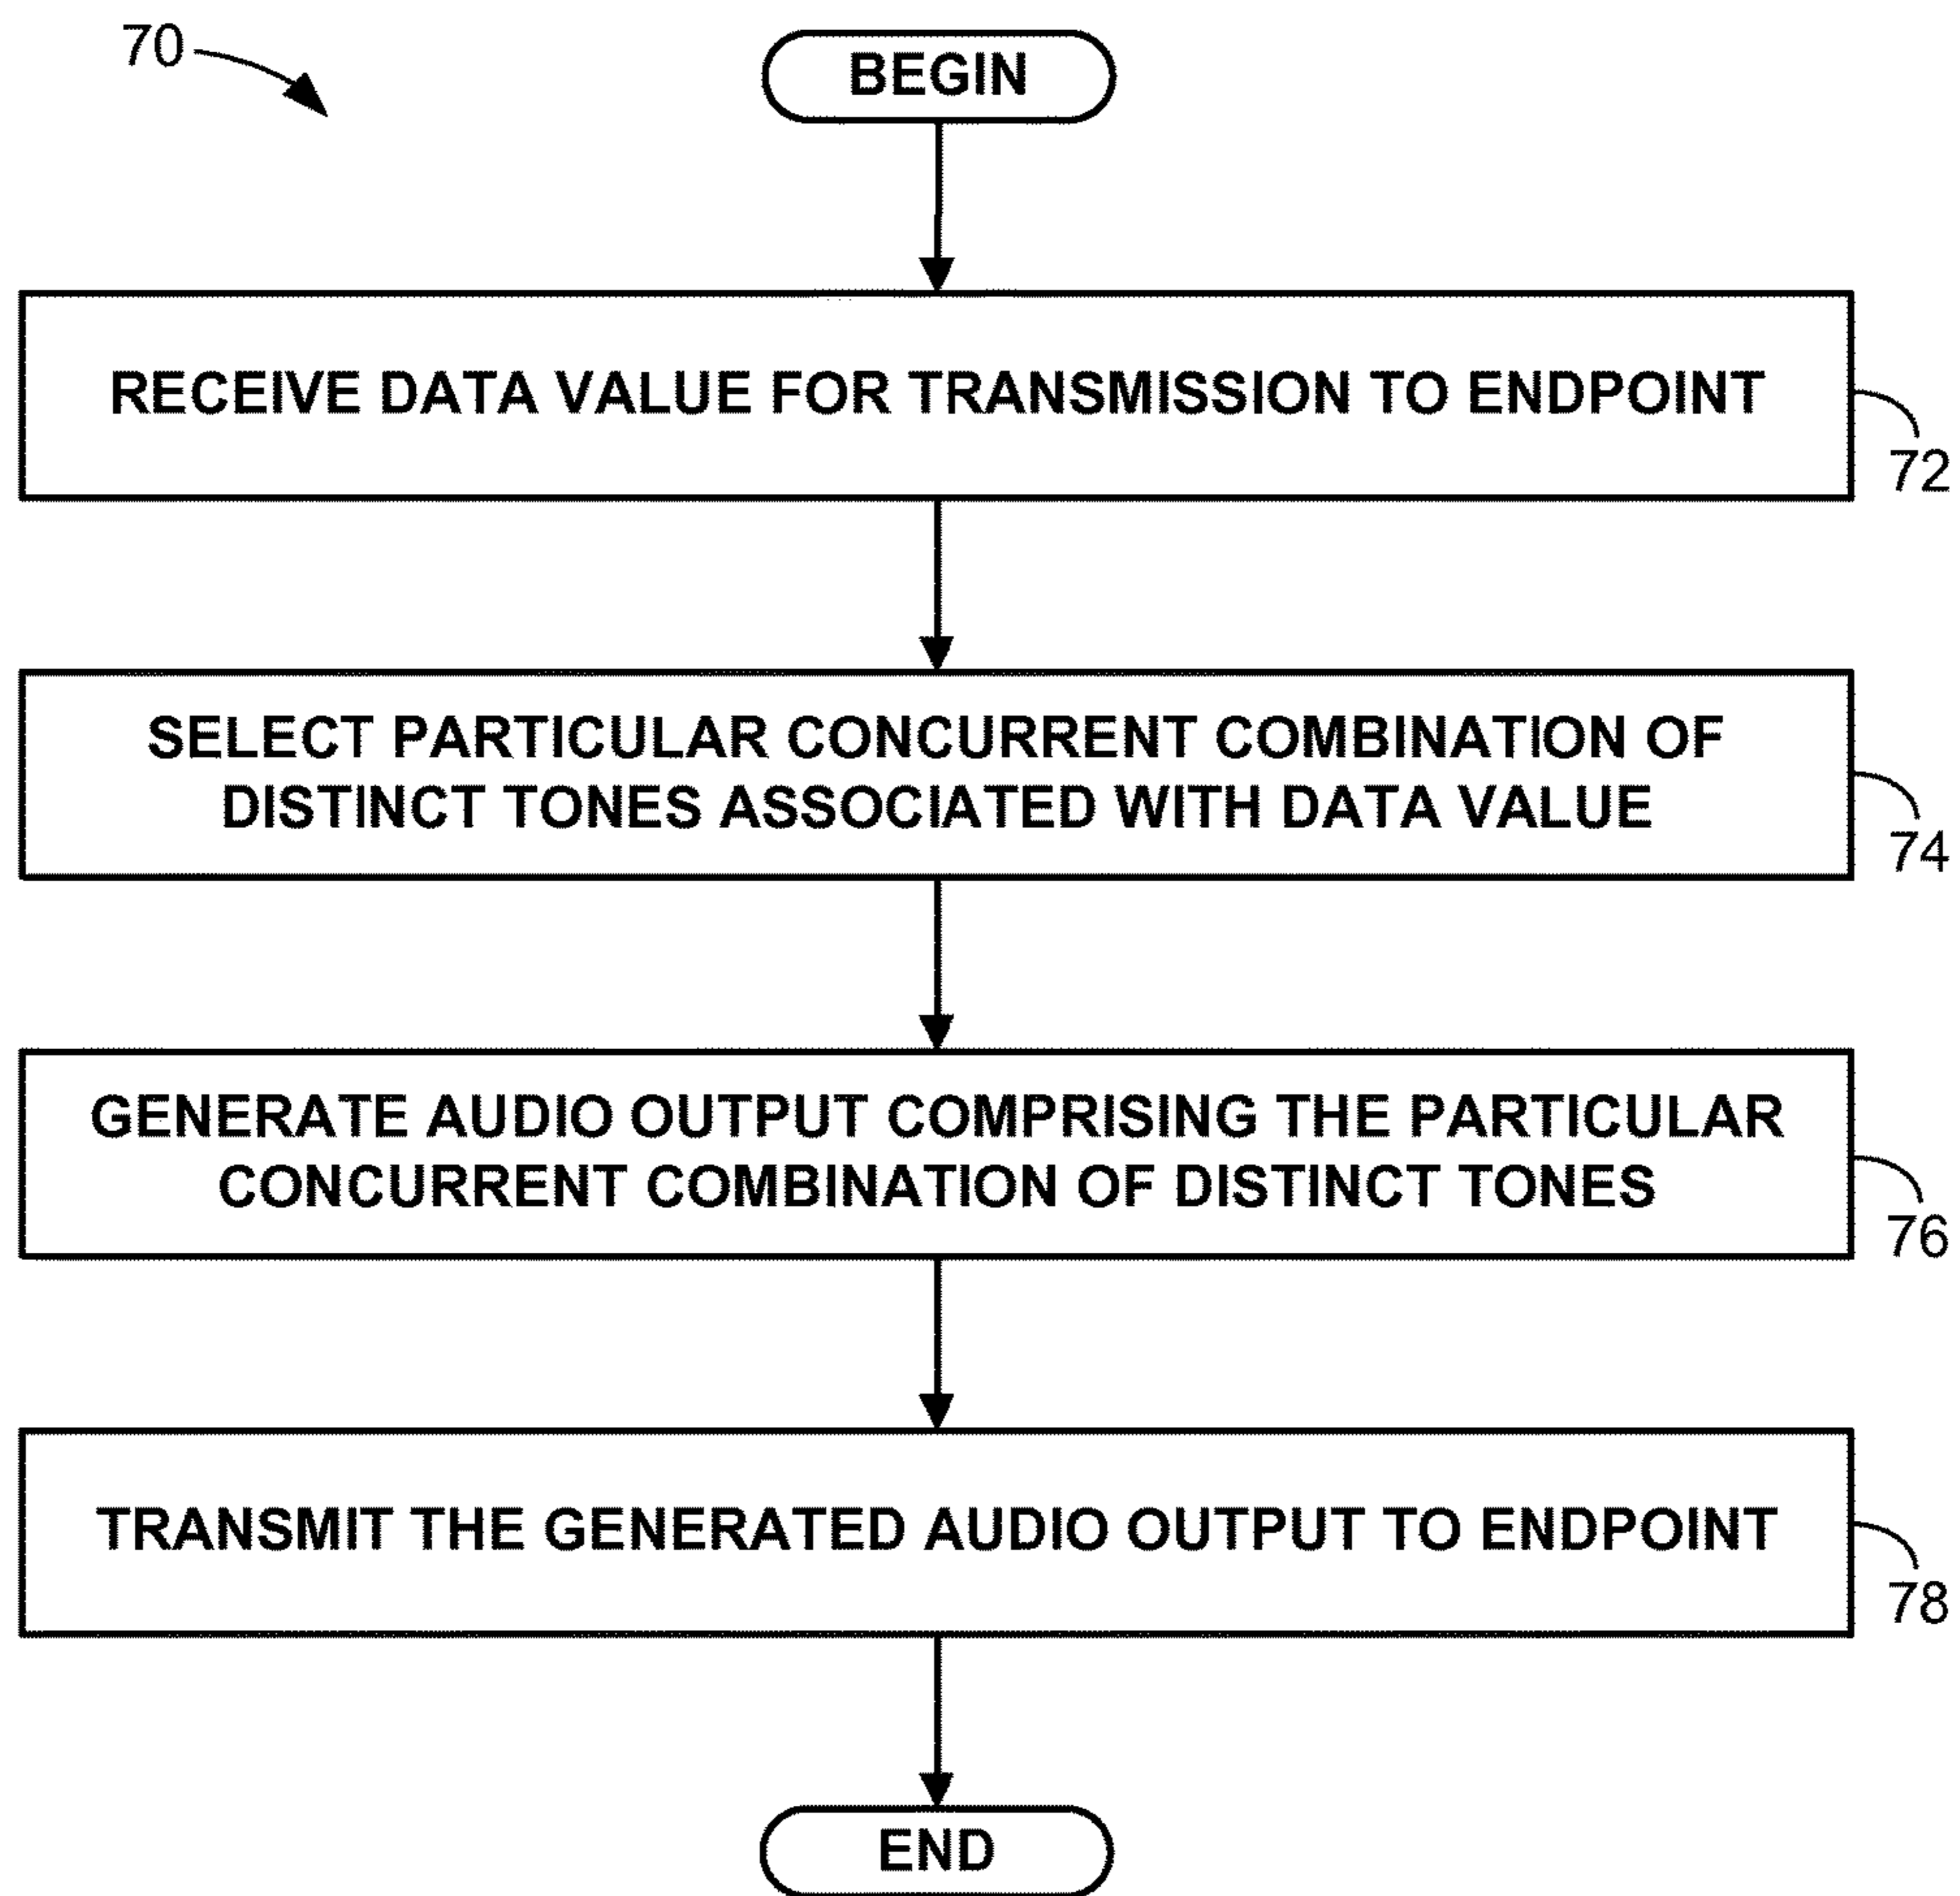 70
BEGIN
RECEIVE DATA VALUE FOR TRANSMISSION TO ENDPOINT
72
SELECT PARTICULAR CONCURRENT COMBINATION OF
DISTINCT TONES ASSOCIATED WITH DATA VALUE
74
GENERATE AUDIO OUTPUT COMPRISING THE PARTICULAR
CONCURRENT COMBINATION OF DISTINCT TONES
76
TRANSMIT THE GENERATED AUDIO OUTPUT TO ENDPOINT
78
END